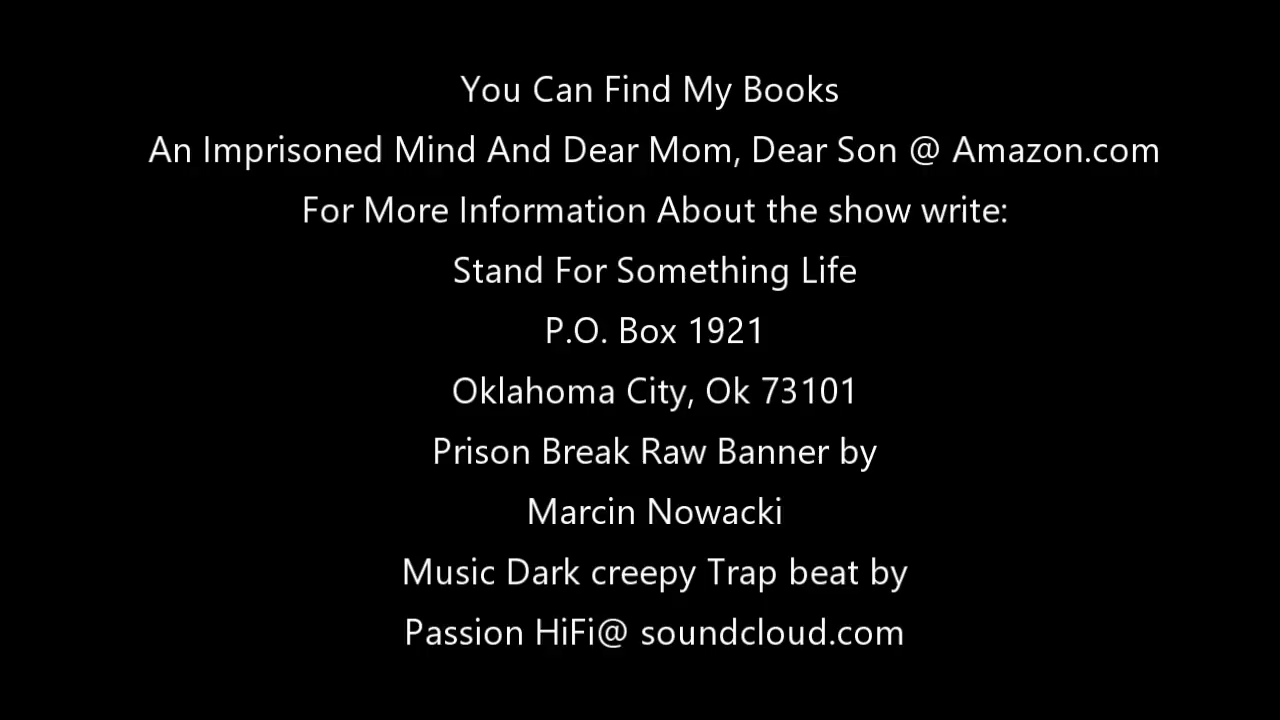 You Can Find My Books
An Imprisoned Mind And Dear Mom, Dear Son @ Amazon.com
For More Information About the show write:
Stand For Something Life
P.O. Box 1921
Oklahoma City, Ok 73101
Prison Break Raw Banner by
Marcin Nowacki
Music Dark creepy Trap beat by
Passion HiFi@ soundcloud.com